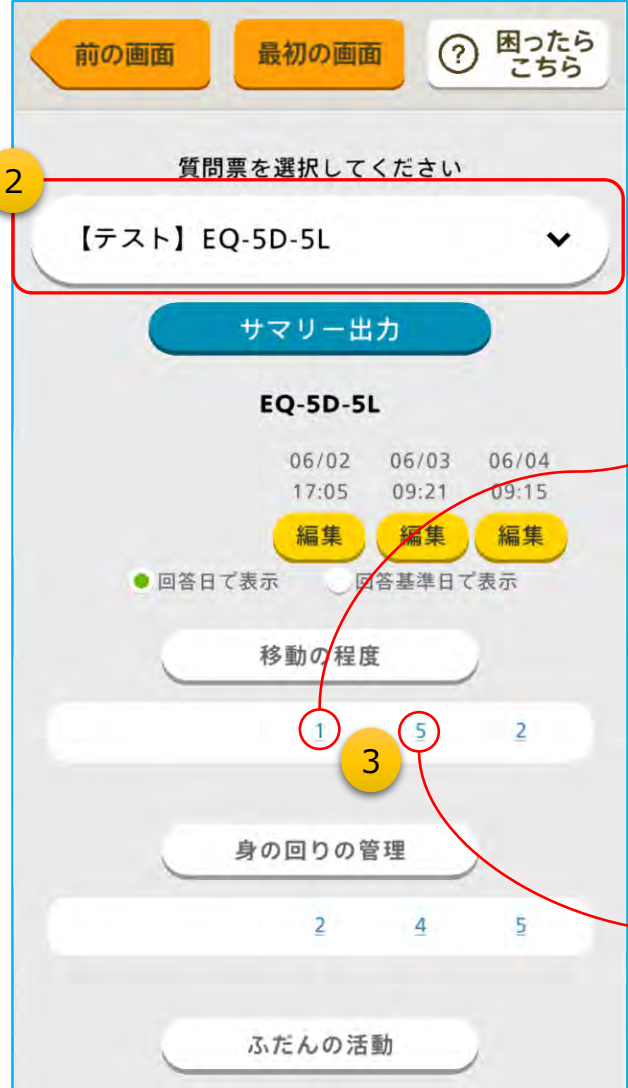 前の画面
最初の画面
? 困ったら
こちら
質問票を選択してください
2
【テスト】EQ-5D-5L
サマリー出力
EQ-5D-5L
06/02 06/03 06/04
17:05 09:21 09:15
編集 編集 編集
回答日で表示 回答基準日で表示
移動の程度
1 5 2
3
身の回りの管理
2 4 5
ふだんの活動